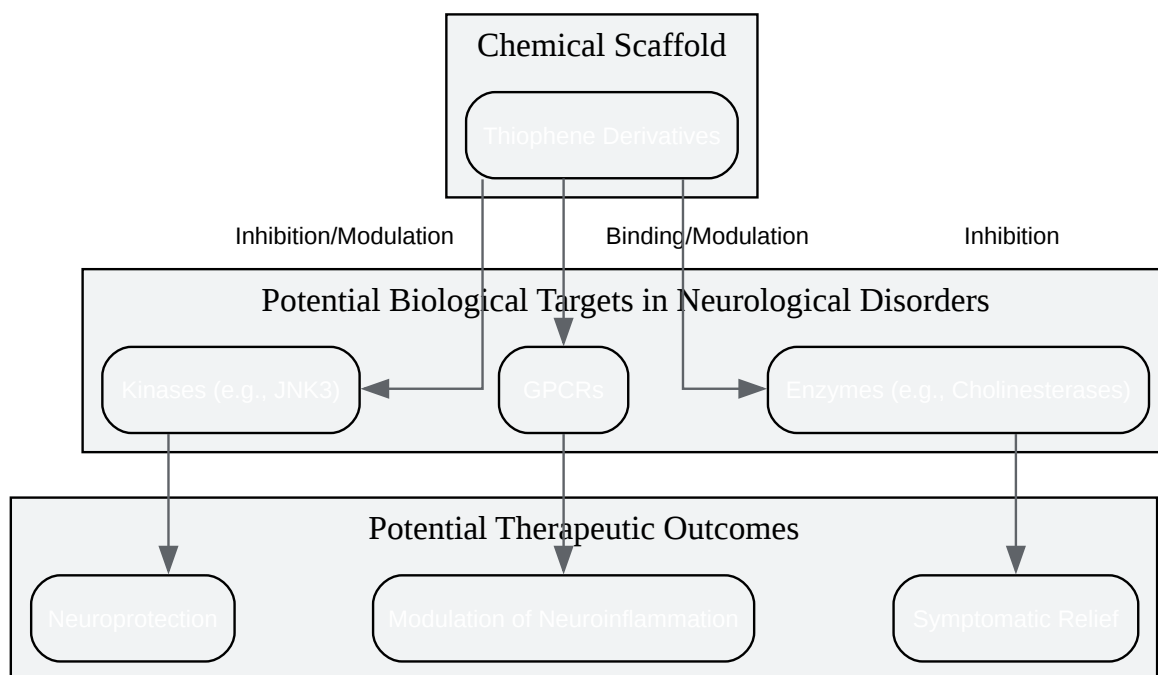 Chemical Scaffold
Thiophene Derivatives
Inhibition/Modulation
Binding/Modulation
Inhibition
Potential Biological Targets in Neurological Disorders
Kinases (e.g., JNK3)
GPCRs
Enzymes (e.g., Cholinesterases)
Potential Therapeutic Outcomes
Neuroprotection
Modulation of Neuroinflammation
Symptomatic Relief